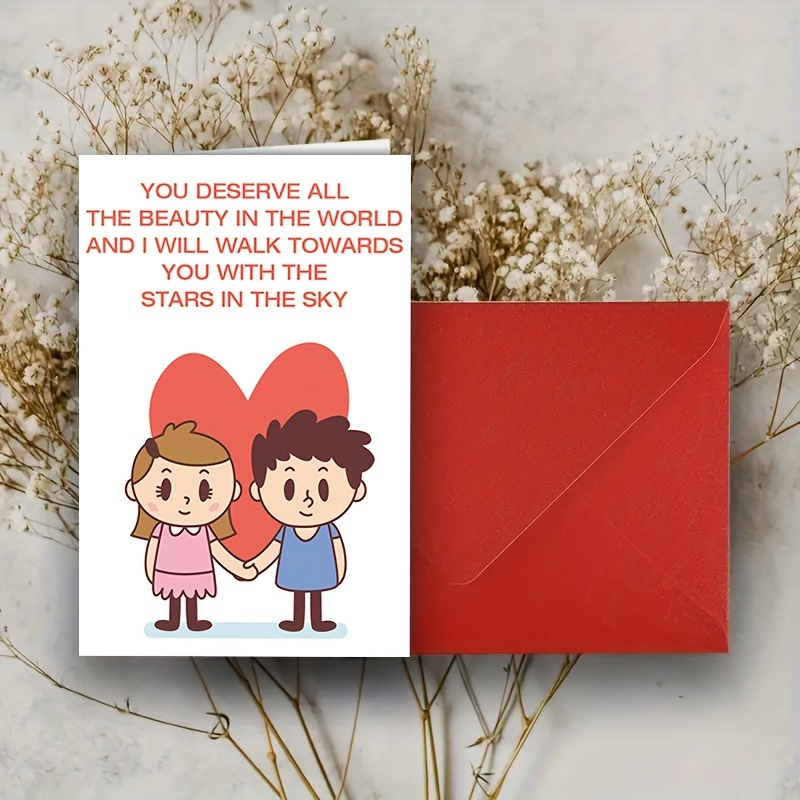 YOU DESERVE ALL
THE BEAUTY IN THE WORLD
AND I WILL WALK TOWARDS
YOU WITH THE
STARS IN THE SKY